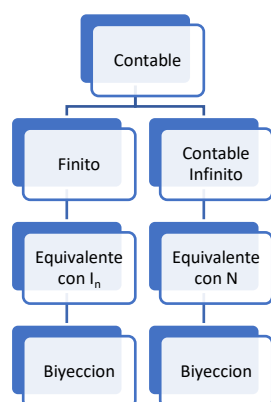 Contable
Finito
Contable
Infinito
Equivalente
con Iₙ
Equivalente
con N
Biyeccion
Biyeccion